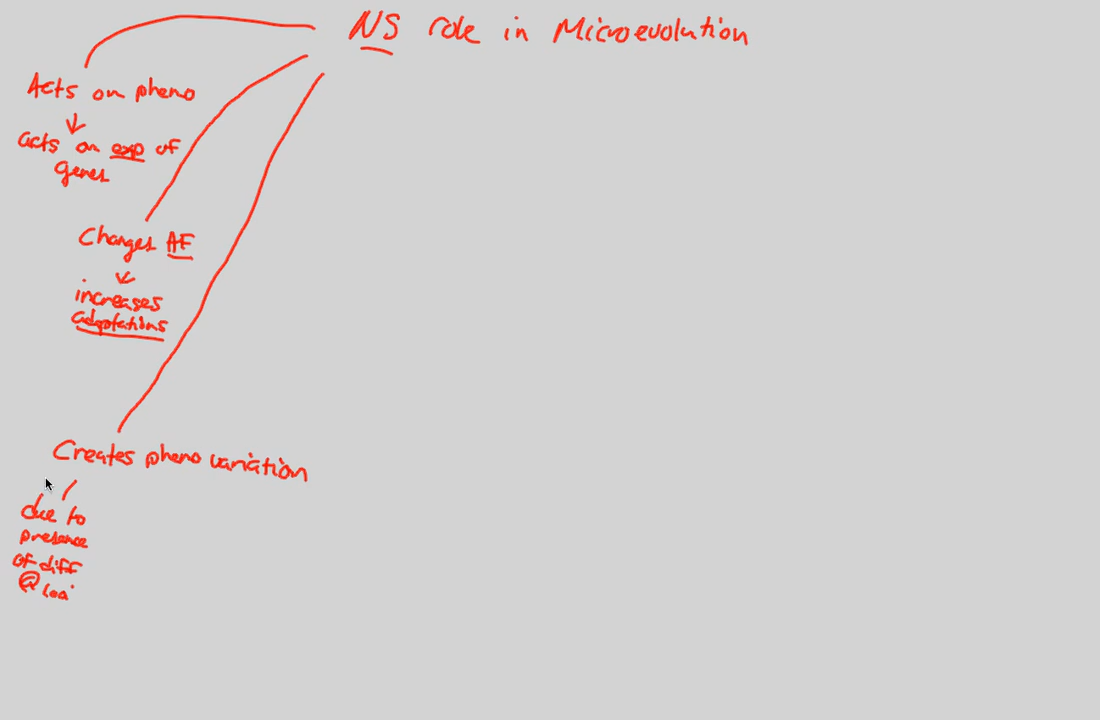 NS role in Microevolution
Acts on pheno
acts on exp of
genes
Changes AF
increases
adaptations
Creates pheno variation
due to
presence
of diff
@ loci